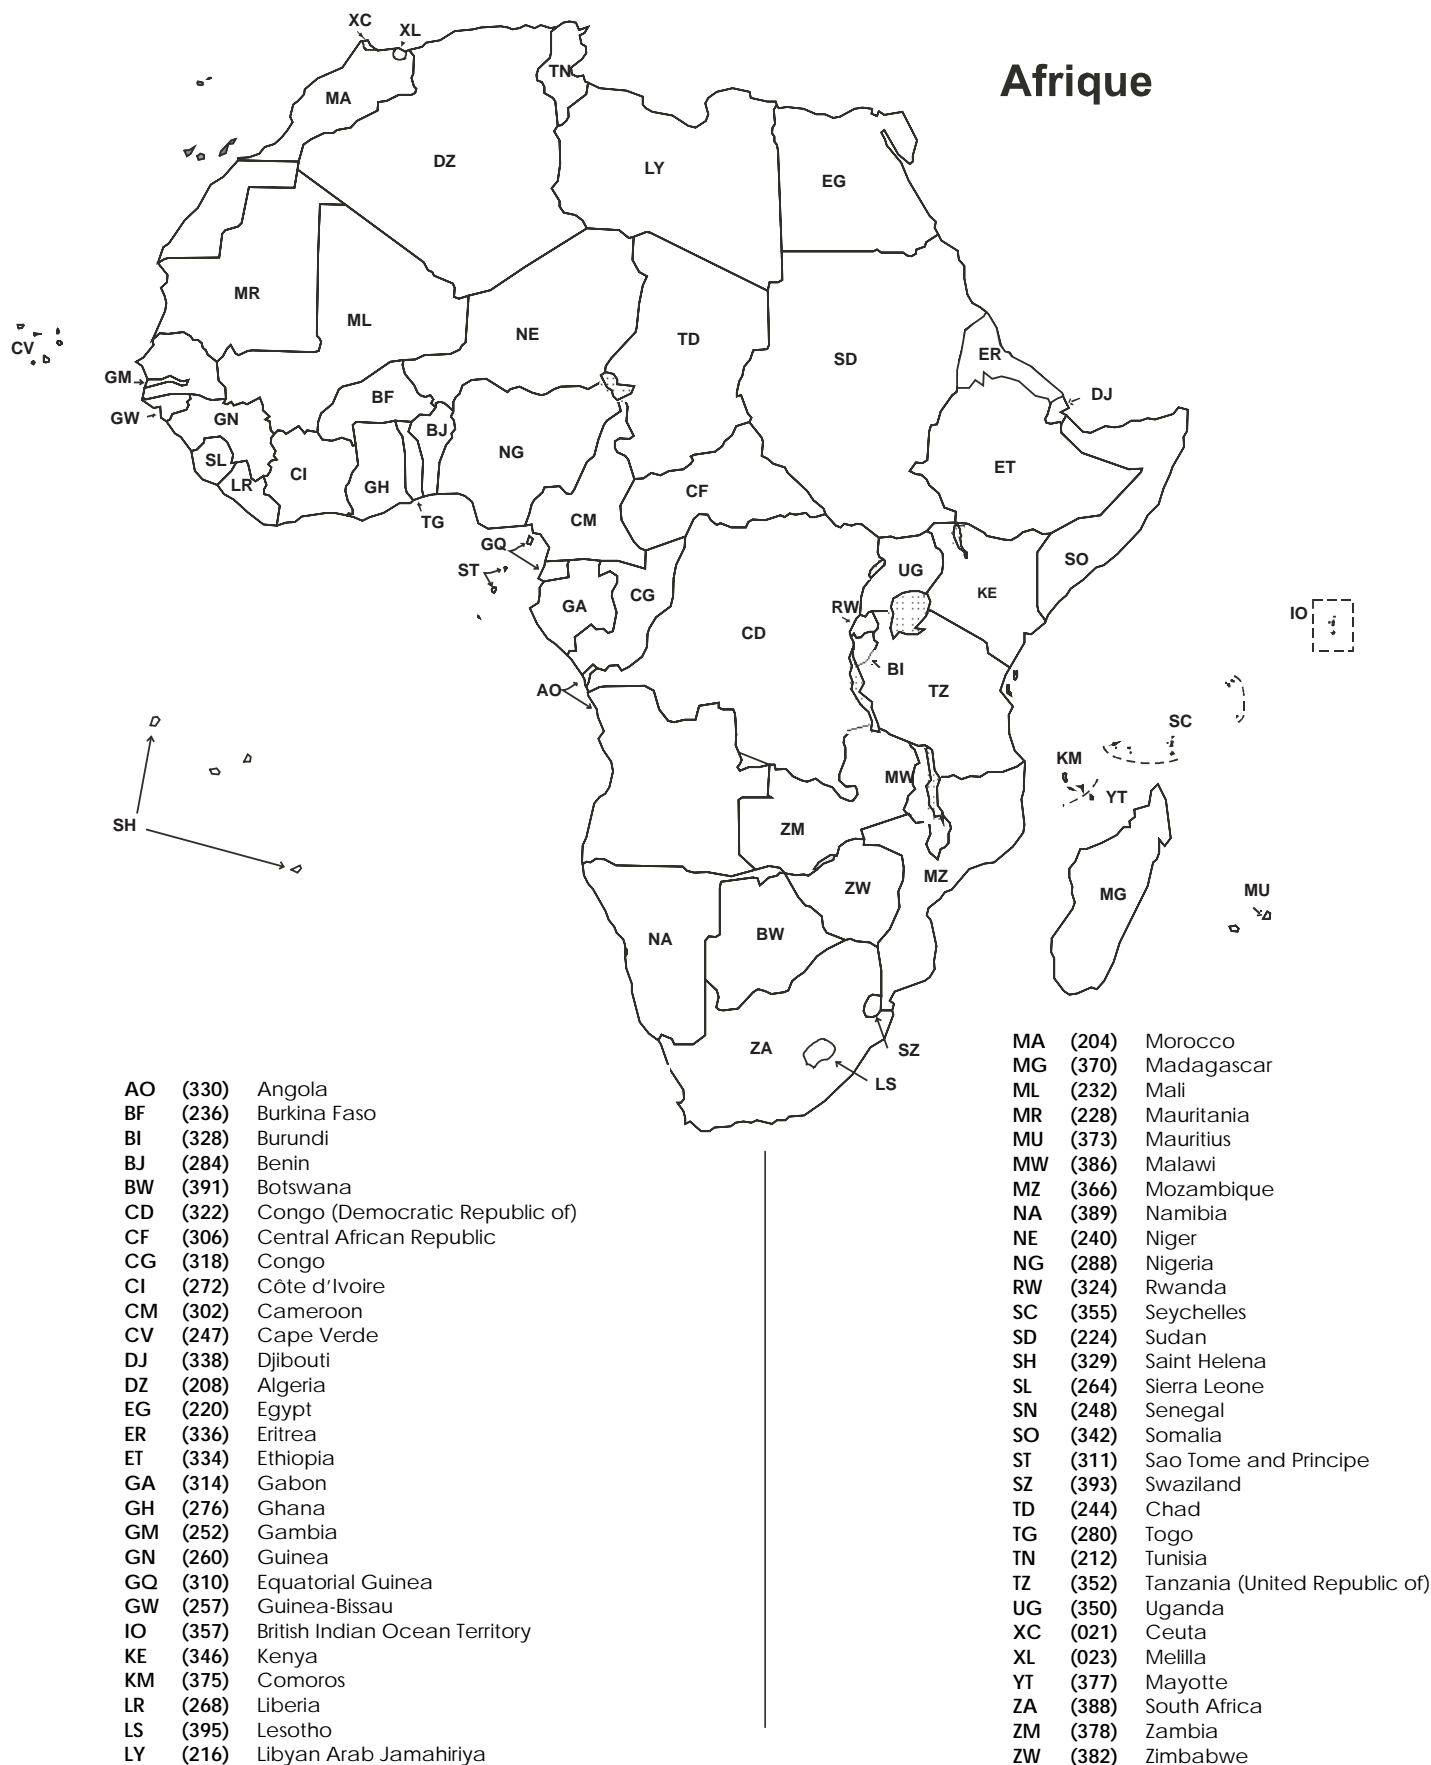 XC
XL
Afrique
TN
MA
DZ
LY
EG
MR
ML
NE
TD
SD
ER
CV
GM
GW
BF
DJ
GN
BJ
NG
ET
SL
LR
CI
GH
CF
TG
CM
GQ
ST
UG
SO
KE
GA
CG
RW
IO
CD
BI
AO
TZ
SC
KM
MW
YT
SH
ZM
MZ
ZW
MG
MU
NA
BW
ZA
SZ
LS
AO (330) Angola
BF (236) Burkina Faso
BI (328) Burundi
BJ (284) Benin
BW (391) Botswana
CD (322) Congo (Democratic Republic of)
CF (306) Central African Republic
CG (318) Congo
CI (272) Côte d’Ivoire
CM (302) Cameroon
CV (247) Cape Verde
DJ (338) Djibouti
DZ (208) Algeria
EG (220) Egypt
ER (336) Eritrea
ET (334) Ethiopia
GA (314) Gabon
GH (276) Ghana
GM (252) Gambia
GN (260) Guinea
GQ (310) Equatorial Guinea
GW (257) Guinea-Bissau
IO (357) British Indian Ocean Territory
KE (346) Kenya
KM (375) Comoros
LR (268) Liberia
LS (395) Lesotho
LY (216) Libyan Arab Jamahiriya
MA (204) Morocco
MG (370) Madagascar
ML (232) Mali
MR (228) Mauritania
MU (373) Mauritius
MW (386) Malawi
MZ (366) Mozambique
NA (389) Namibia
NE (240) Niger
NG (288) Nigeria
RW (324) Rwanda
SC (355) Seychelles
SD (224) Sudan
SH (329) Saint Helena
SL (264) Sierra Leone
SN (248) Senegal
SO (342) Somalia
ST (311) Sao Tome and Principe
SZ (393) Swaziland
TD (244) Chad
TG (280) Togo
TN (212) Tunisia
TZ (352) Tanzania (United Republic of)
UG (350) Uganda
XC (021) Ceuta
XL (023) Melilla
YT (377) Mayotte
ZA (388) South Africa
ZM (378) Zambia
ZW (382) Zimbabwe